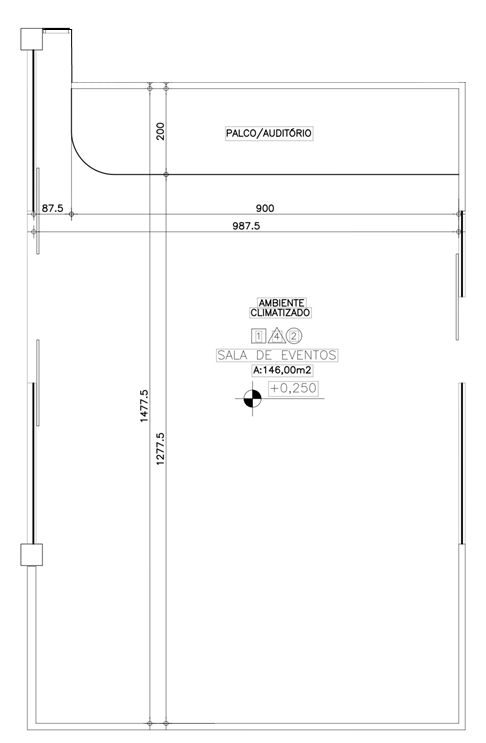 200
PALCO/AUDITÓRIO
87.5
900
987.5
AMBIENTE
CLIMATIZADO
1 4 2
SALA DE EVENTOS
A:146,00m2
+0,250
1477.5
1277.5